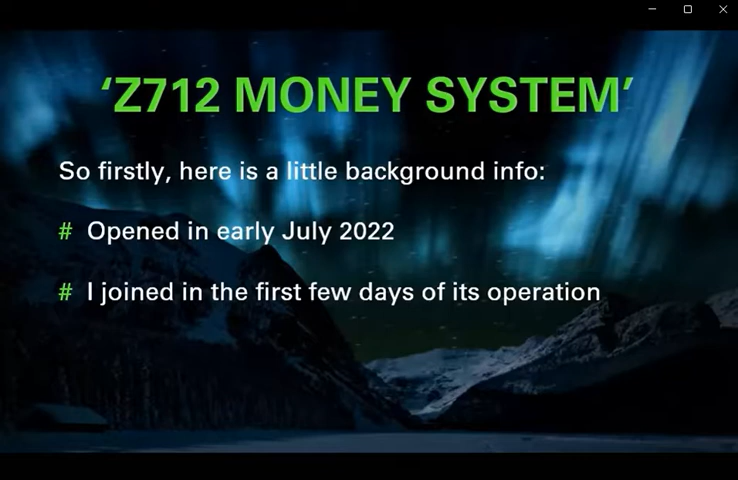 ‘Z712 MONEY SYSTEM’
So firstly, here is a little background info:
# Opened in early July 2022
# I joined in the first few days of its operation